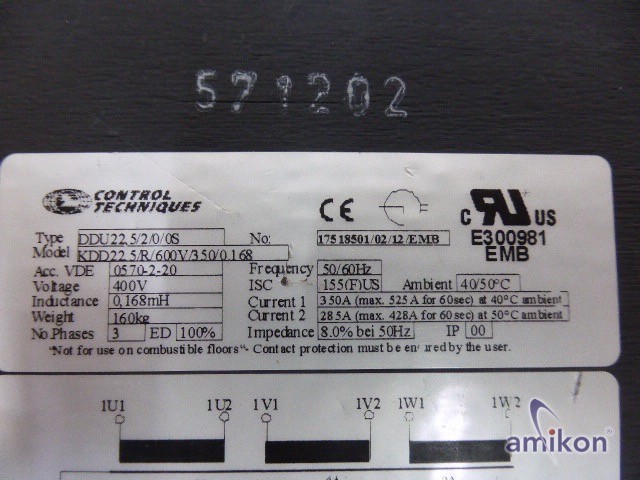 571202
CONTROL TECHNIQUES
CE
C RU US
E300981
EMB
Type DDU22,5/2/0/0S No: 17518501/02/12/EMB
Model KDD22.5/R/600V/350/0,168
Acc. VDE 0570-2-20 Frequency 50/60Hz
Voltage 400V ISC 155(F)US Ambient 40/50°C
Inductance 0,168mH Current 1 350A (max. 525A for 60sec) at 40°C ambient
Weight 160kg Current 2 285A (max. 428A for 60sec) at 50°C ambient
No.Phases 3 ED 100% Impedance 8.0% bei 50Hz IP 00
"Not for use on combustible floors"- Contact protection must be en ured by the user.
1U1 1U2 1V1 1V2 1W1 1W2
amikon